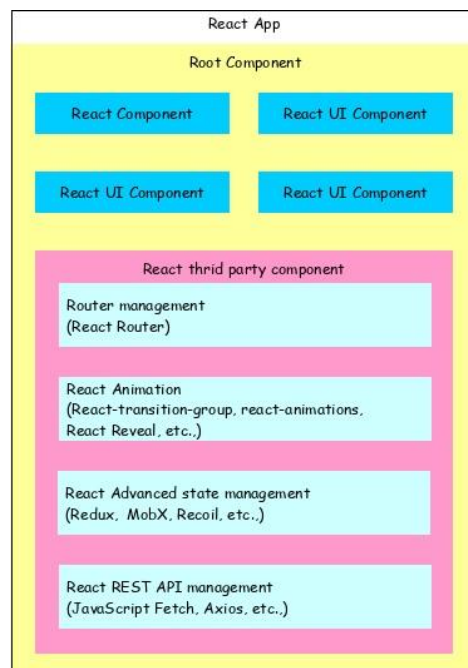 React App
Root Component
React Component
React UI Component
React UI Component
React UI Component
React thrid party component
Router management
(React Router)
React Animation
(React-transition-group, react-animations,
React Reveal, etc.,)
React Advanced state management
(Redux, MobX, Recoil, etc.,)
React REST API management
(JavaScript Fetch, Axios, etc.,)